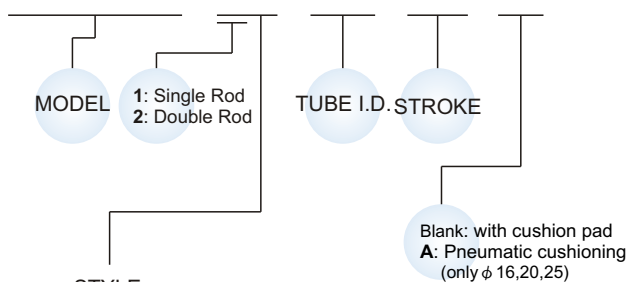 MODEL
1: Single Rod
2: Double Rod
TUBE I.D.
STROKE
Blank: with cushion pad
A: Pneumatic cushioning
(only φ 16,20,25)
STYLE